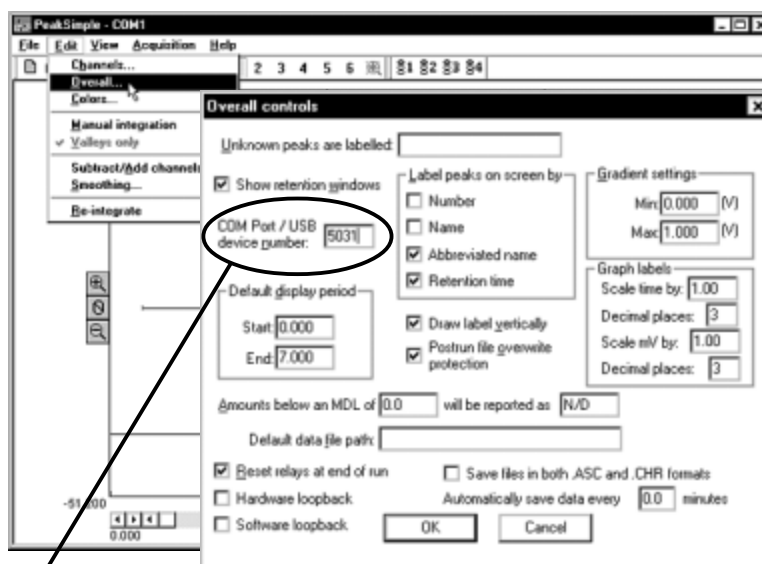 PeakSimple - COM1
File Edit View Acquisition Help
Channels...
2 3 4 5 6 81 82 83 84
Overall...
Colors...
Manual integration
Valleys only
Subtract/Add channels
Smoothing...
Re-integrate
Overall controls
Unknown peaks are labelled:
Show retention windows
COM Port / USB
device number: 5031
Default display period
Start: 0.000
End: 7.000
Label peaks on screen by
Number
Name
Abbreviated name
Retention time
Draw label vertically
Postrun file overwrite
protection
Gradient settings
Min: 0.000 (V)
Max: 1.000 (V)
Graph labels
Scale time by: 1.00
Decimal places: 3
Scale mV by: 1.00
Decimal places: 3
Amounts below an MDL of 0.0 will be reported as N/D
Default data file path:
Reset relays at end of run
Save files in both .ASC and .CHR formats
Hardware loopback
Automatically save data every 0.0 minutes
Software loopback
OK
Cancel
-51.200
0.000